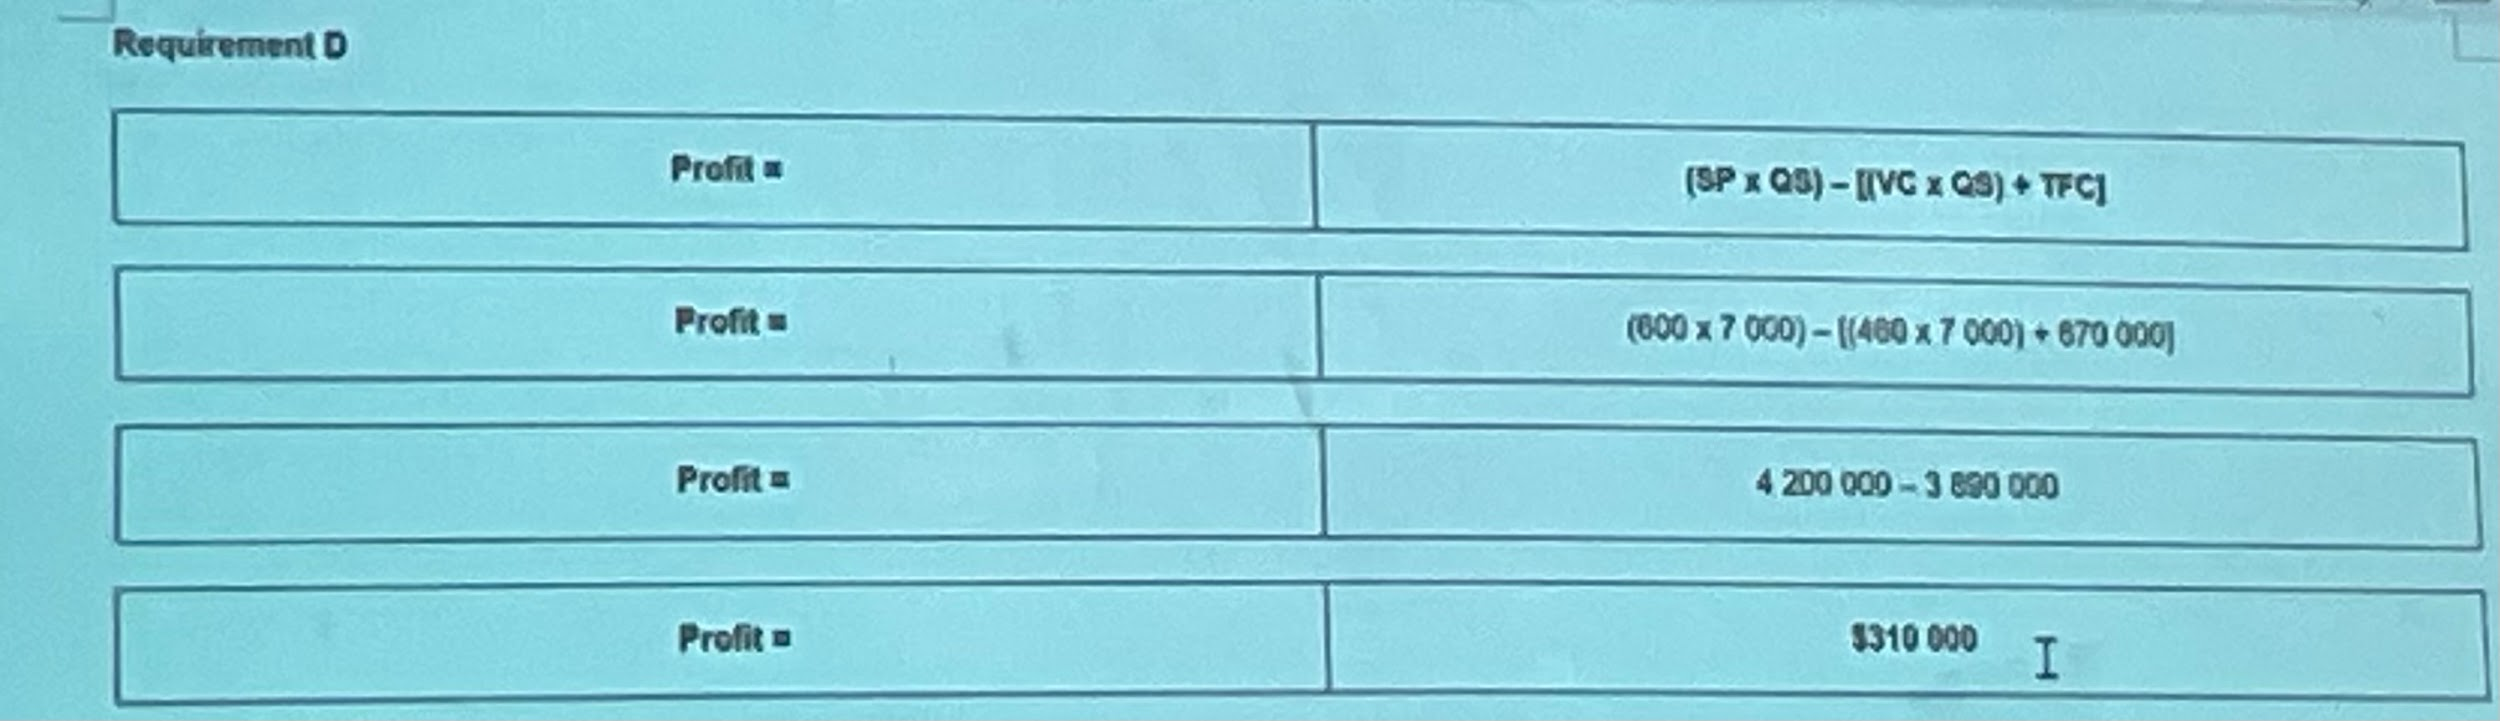 Requirement D
Profit = (SP x QS) – [(VC x QS) + TFC]
Profit = (600 x 7 000) – [(460 x 7 000) + 670 000]
Profit = 4 200 000 – 3 890 000
Profit = $310 000